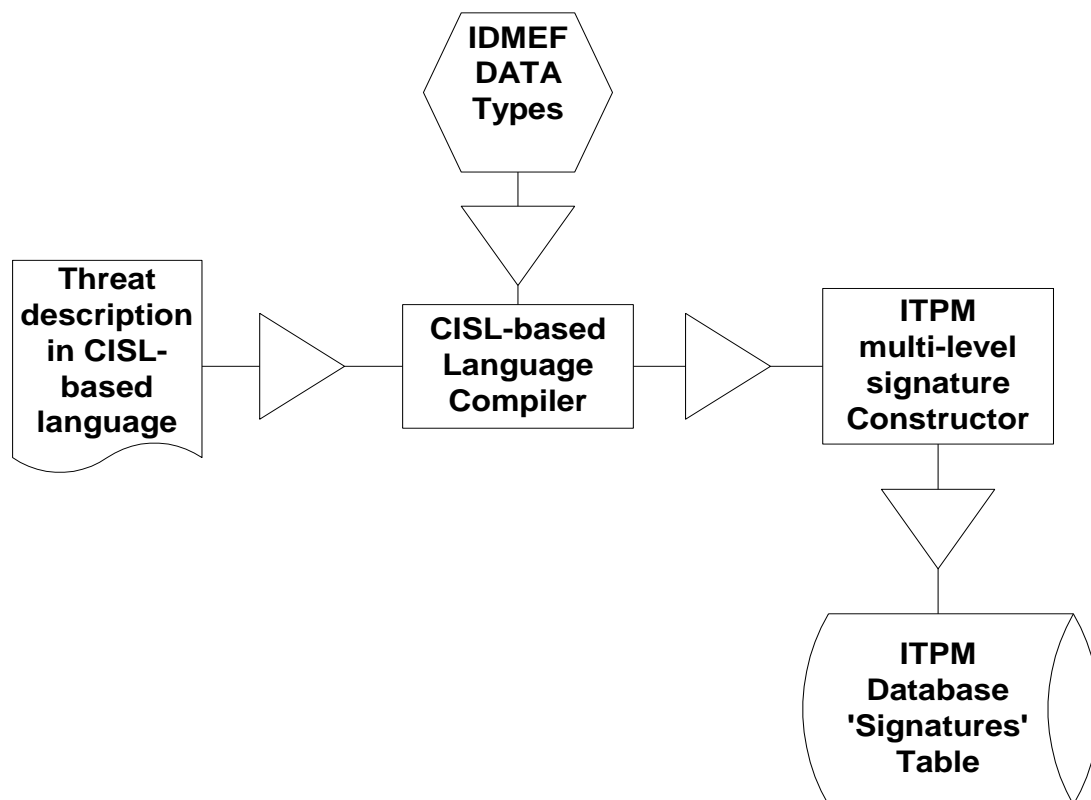 IDMEF
DATA
Types
Threat
description
in CISL-
based
language
CISL-based
Language
Compiler
ITPM
multi-level
signature
Constructor
ITPM
Database
'Signatures'
Table